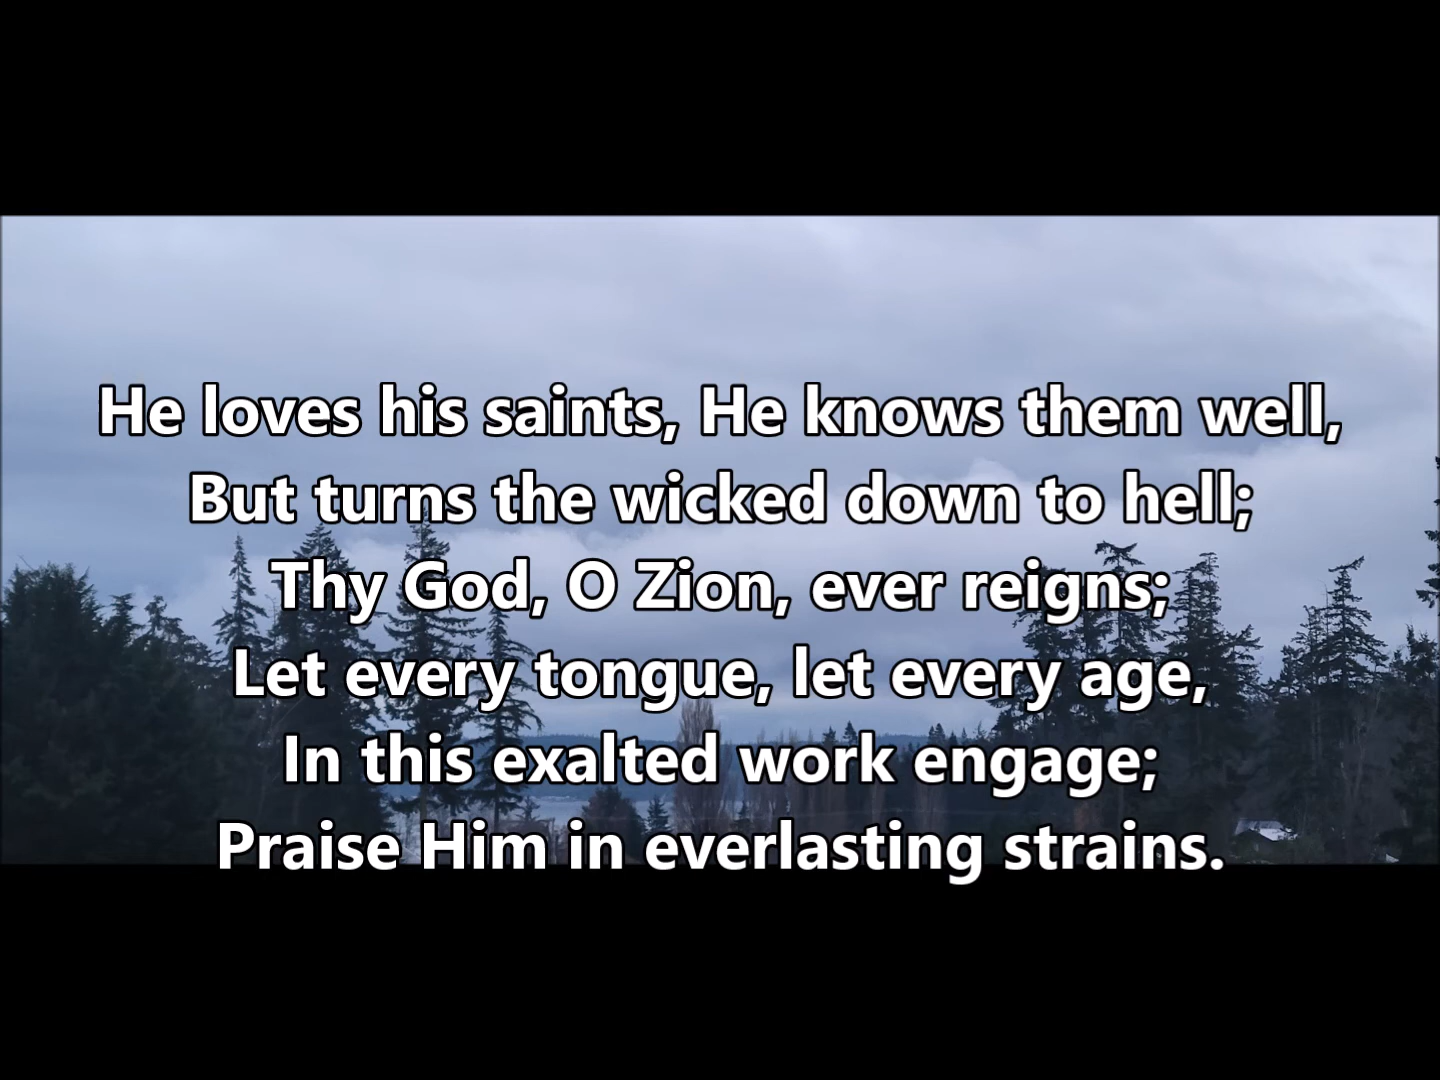 He loves his saints, He knows them well,
But turns the wicked down to hell;
Thy God, O Zion, ever reigns;
Let every tongue, let every age,
In this exalted work engage;
Praise Him in everlasting strains.